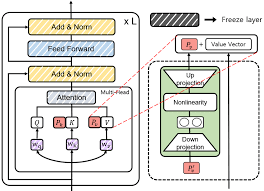 x L
Add & Norm
Feed Forward
Add & Norm
Multi-Head
Attention
Q
K
V
Freeze layer
+ Value Vector
Up
projection
Nonlinearity
Down
projection